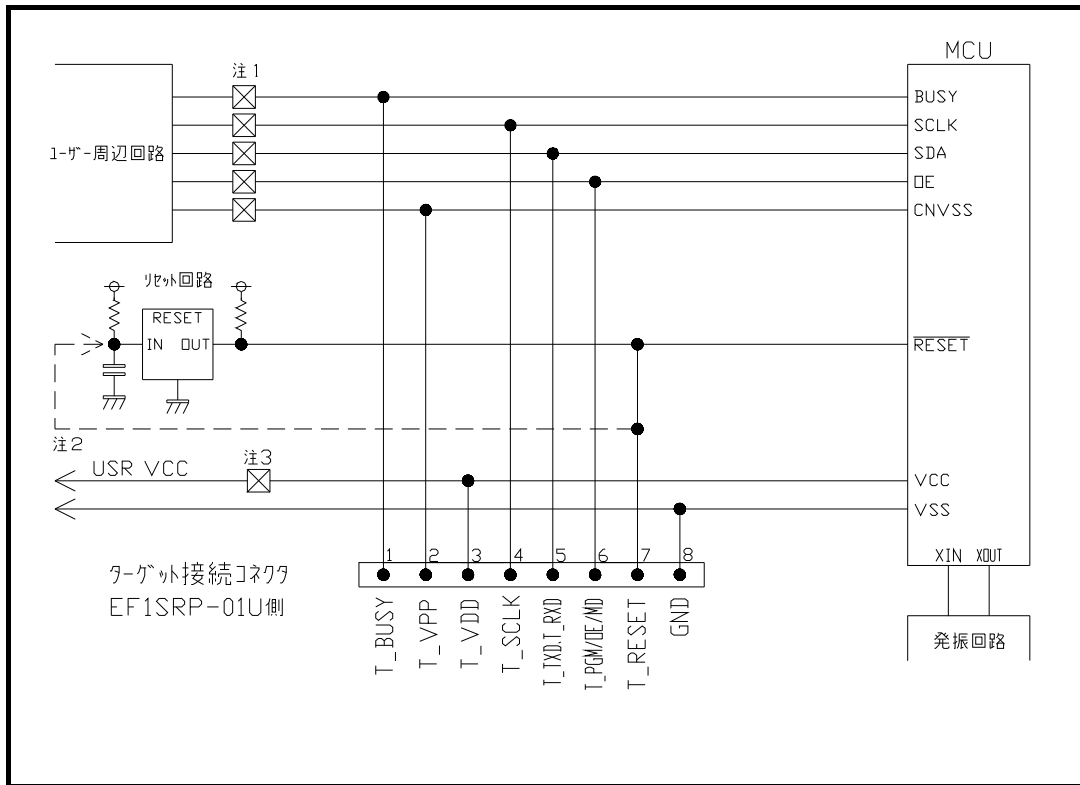 MCU
注1
BUSY
SCLK
ユーザー周辺回路
SDA
OE
CNVSS
リセット回路
RESET
IN OUT
RESET
注2
USR VCC
注3
VCC
VSS
XIN XOUT
発振回路
ターゲット接続コネクタ
EF1SRP-01U側
1 2 3 4 5 6 7 8
T_BUSY
T_VPP
T_VDD
T_SCLK
T_TXD.T_RXD
T_PGM/OE/MD
T_RESET
GND